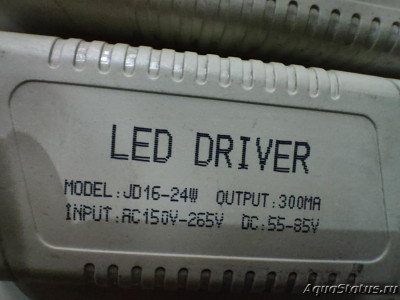 LED DRIVER
MODEL:JD16-24W OUTPUT:300MA
INPUT:AC150V-265V DC:55-85V
AquaStatus.ru